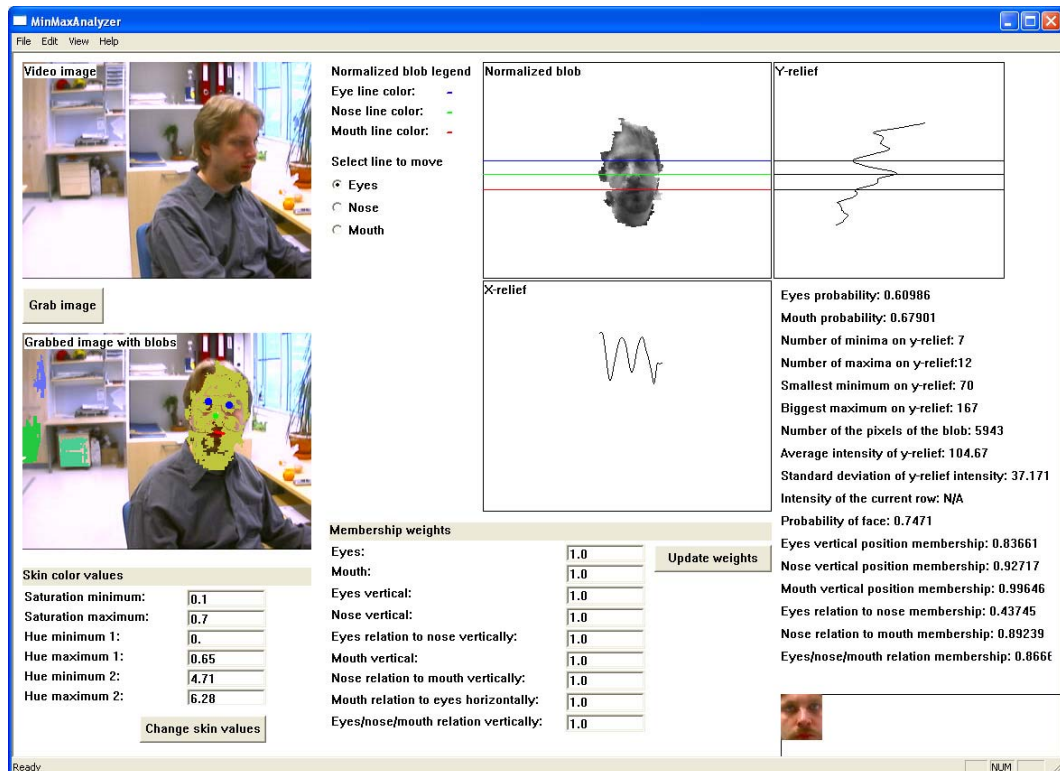 MinMaxAnalyzer
File Edit View Help
Video image
Grab image
Grabbed image with blobs
Skin color values
Saturation minimum: 0.1
Saturation maximum: 0.7
Hue minimum 1: 0.
Hue maximum 1: 0.65
Hue minimum 2: 4.71
Hue maximum 2: 6.28
Change skin values
Normalized blob legend
Eye line color: -
Nose line color: -
Mouth line color: -
Select line to move
Eyes
Nose
Mouth
Normalized blob
Y-relief
X-relief
Membership weights
Eyes: 1.0
Mouth: 1.0
Eyes vertical: 1.0
Nose vertical: 1.0
Eyes relation to nose vertically: 1.0
Mouth vertical: 1.0
Nose relation to mouth vertically: 1.0
Mouth relation to eyes horizontally: 1.0
Eyes/nose/mouth relation vertically: 1.0
Update weights
Eyes probability: 0.60986
Mouth probability: 0.67901
Number of minima on y-relief: 7
Number of maxima on y-relief:12
Smallest minimum on y-relief: 70
Biggest maximum on y-relief: 167
Number of the pixels of the blob: 5943
Average intensity of y-relief: 104.67
Standard deviation of y-relief intensity: 37.171
Intensity of the current row: N/A
Probability of face: 0.7471
Eyes vertical position membership: 0.83661
Nose vertical position membership: 0.92717
Mouth vertical position membership: 0.99646
Eyes relation to nose membership: 0.43745
Nose relation to mouth membership: 0.89239
Eyes/nose/mouth relation membership: 0.8666
Ready
NUM